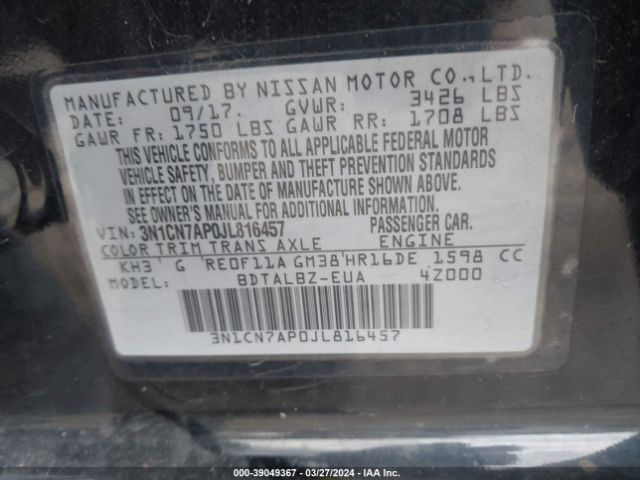 MANUFACTURED BY NISSAN MOTOR CO., LTD.
DATE: 09/17. GVWR: 3426 LBS
GAWR FR: 1750 LBS GAWR RR: 1708 LBS
THIS VEHICLE CONFORMS TO ALL APPLICABLE FEDERAL MOTOR
VEHICLE SAFETY, BUMPER AND THEFT PREVENTION STANDARDS
IN EFFECT ON THE DATE OF MANUFACTURE SHOWN ABOVE.
SEE OWNER'S MANUAL FOR ADDITIONAL INFORMATION.
VIN: 3N1CN7AP0JL816457 PASSENGER CAR.
COLOR TRIM TRANS AXLE ENGINE
KH3 G RE0F11A GM38 HR16DE 1598 CC
MODEL: BDTALBZ-EUA 4Z000
3N1CN7AP0JL816457
000-39049367 | 03/27/2024 | IAA Inc.